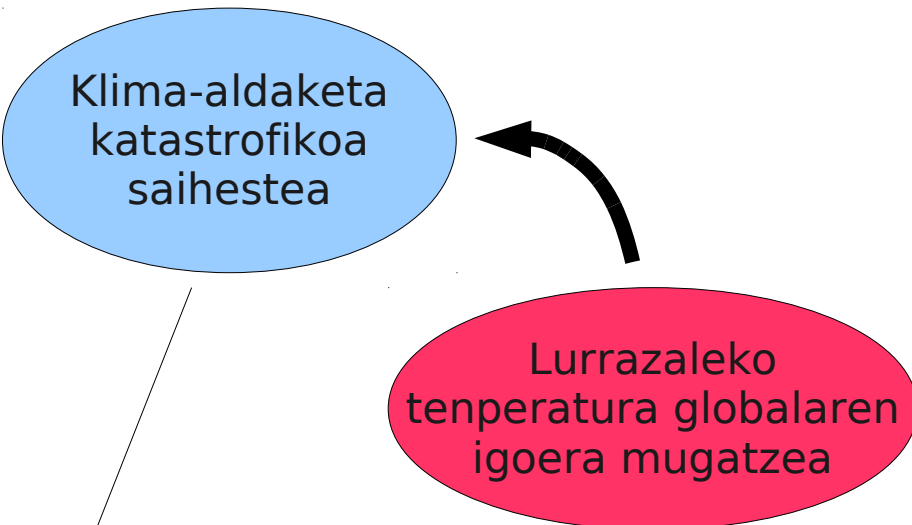 Klima-aldaketa
katastrofikoa
saihestea
Lurrazaleko
tenperatura globalaren
igoera mugatzea